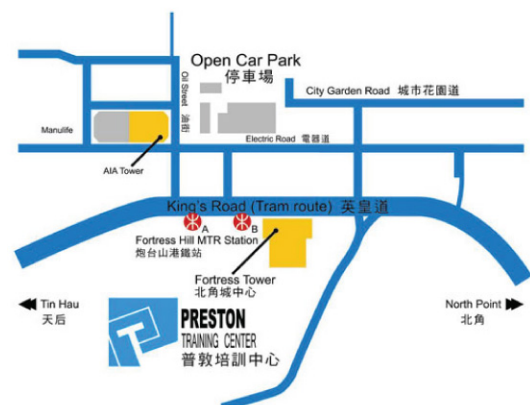 Open Car Park
停車場
Oil Street 油街
City Garden Road 城市花園道
Manulife
Electric Road 電器道
AIA Tower
King's Road (Tram route) 英皇道
A
B
Fortress Hill MTR Station
炮台山港鐵站
Fortress Tower
北角城中心
Tin Hau
天后
North Point
北角
PRESTON
TRAINING CENTER
普敦培訓中心